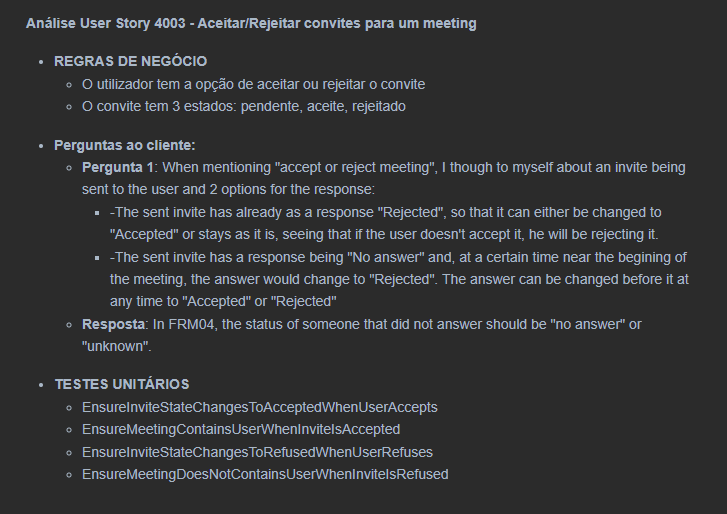 Análise User Story 4003 - Aceitar/Rejeitar convites para um meeting
REGRAS DE NEGÓCIO
O utilizador tem a opção de aceitar ou rejeitar o convite
O convite tem 3 estados: pendente, aceite, rejeitado
Perguntas ao cliente:
Pergunta 1: When mentioning "accept or reject meeting", I though to myself about an invite being
sent to the user and 2 options for the response:
-The sent invite has already as a response "Rejected", so that it can either be changed to
"Accepted" or stays as it is, seeing that if the user doesn't accept it, he will be rejecting it.
-The sent invite has a response being "No answer" and, at a certain time near the begining of
the meeting, the answer would change to "Rejected". The answer can be changed before it at
any time to "Accepted" or "Rejected"
Resposta: In FRM04, the status of someone that did not answer should be "no answer" or
"unknown".
TESTES UNITÁRIOS
EnsureInviteStateChangesToAcceptedWhenUserAccepts
EnsureMeetingContainsUserWhenInviteIsAccepted
EnsureInviteStateChangesToRefusedWhenUserRefuses
EnsureMeetingDoesNotContainsUserWhenInviteIsRefused